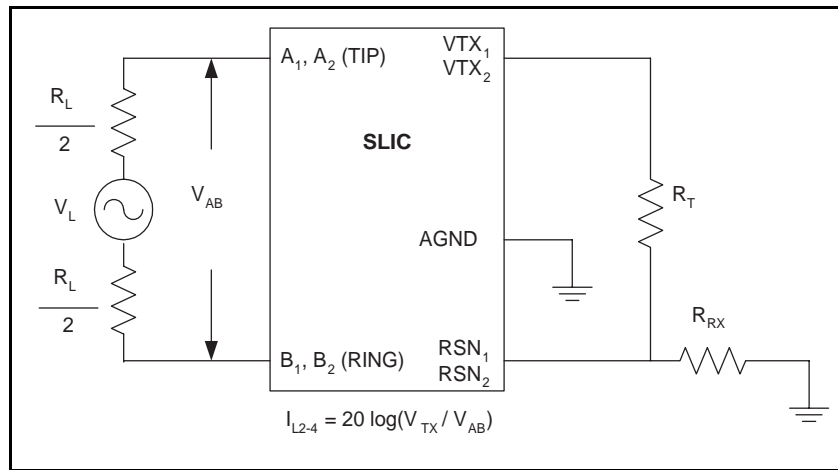 A1, A2 (TIP)
VTX1
VTX2
RL
2
SLIC
VL
VAB
RT
AGND
RL
2
RRX
B1, B2 (RING)
RSN1
RSN2
IL2-4 = 20 log(VTX / VAB)